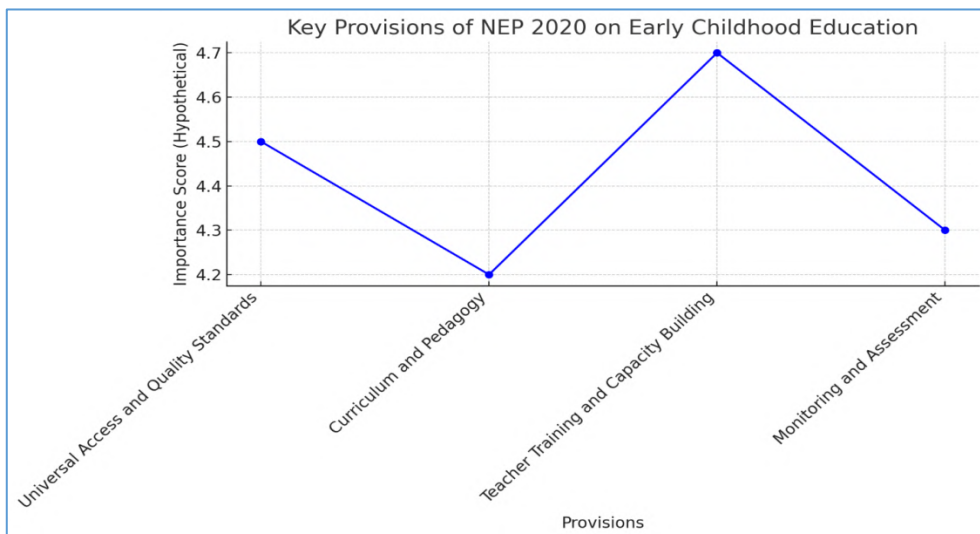 Key Provisions of NEP 2020 on Early Childhood Education
Importance Score (Hypothetical)
4.7
4.6
4.5
4.4
4.3
4.2
Universal Access and Quality Standards
Curriculum and Pedagogy
Teacher Training and Capacity Building
Monitoring and Assessment
Provisions